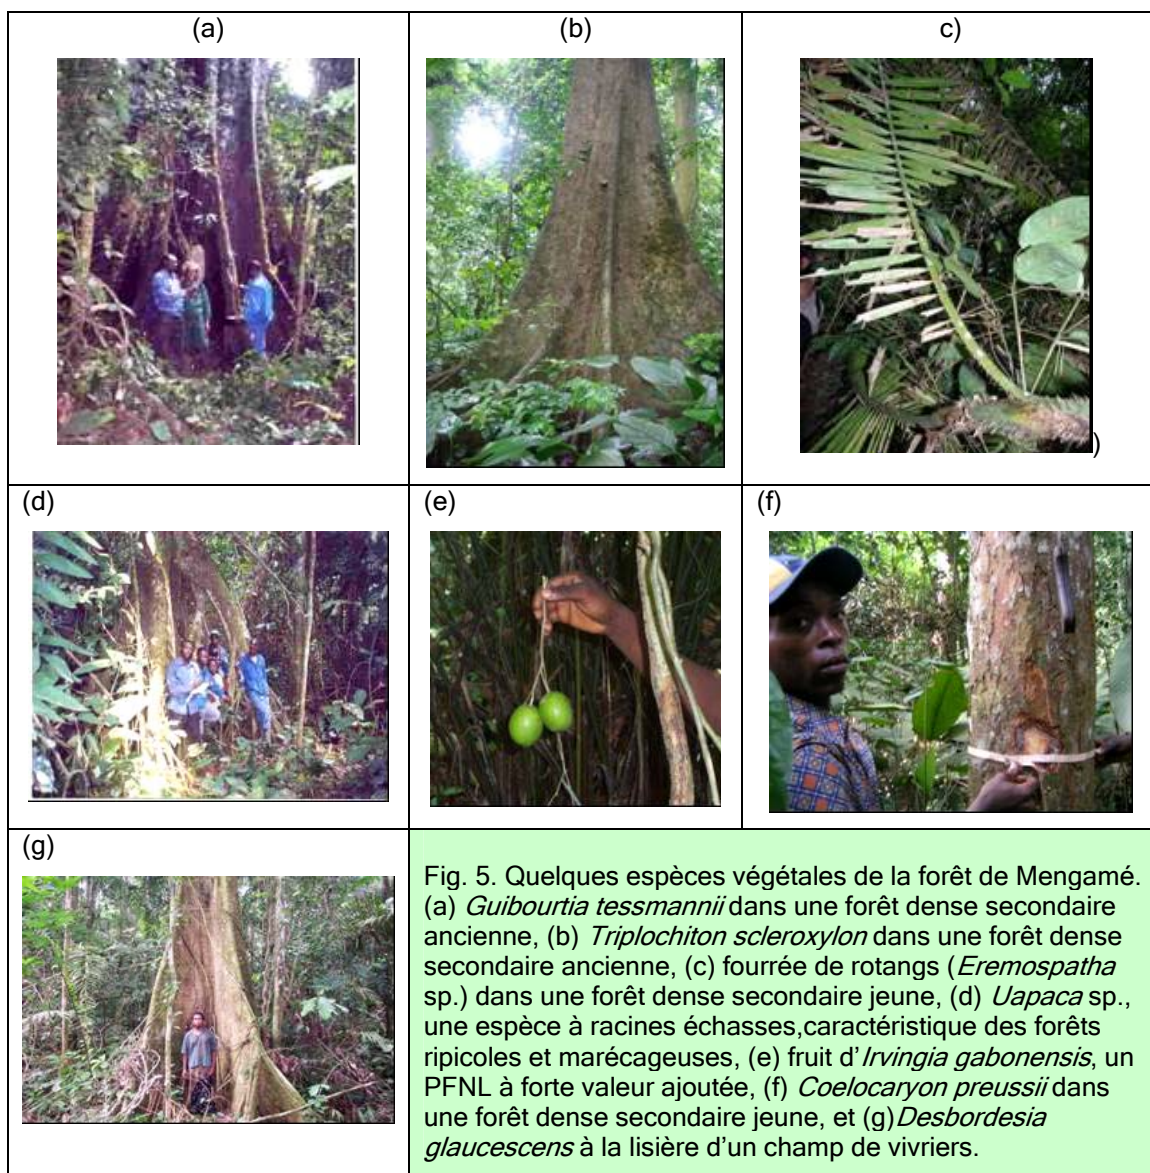 (a)
(b)
c)
)
(d)
(e)
(f)
(g)
Fig. 5. Quelques espèces végétales de la forêt de Mengamé.
(a) Guibourtia tessmannii dans une forêt dense secondaire
ancienne, (b) Triplochiton scleroxylon dans une forêt dense
secondaire ancienne, (c) fourrée de rotangs (Eremospatha
sp.) dans une forêt dense secondaire jeune, (d) Uapaca sp.,
une espèce à racines échasses,caractéristique des forêts
ripicoles et marécageuses, (e) fruit d'Irvingia gabonensis, un
PFNL à forte valeur ajoutée, (f) Coelocaryon preussii dans
une forêt dense secondaire jeune, et (g)Desbordesia
glaucescens à la lisière d'un champ de vivriers.